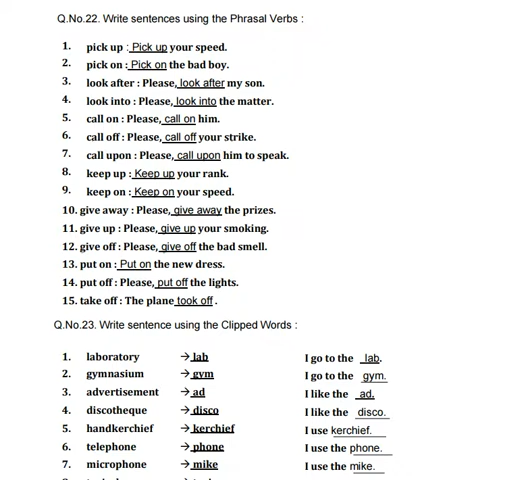 Q.No.22. Write sentences using the Phrasal Verbs :
1. pick up : Pick up your speed.
2. pick on : Pick on the bad boy.
3. look after : Please, look after my son.
4. look into : Please, look into the matter.
5. call on : Please, call on him.
6. call off : Please, call off your strike.
7. call upon : Please, call upon him to speak.
8. keep up : Keep up your rank.
9. keep on : Keep on your speed.
10. give away : Please, give away the prizes.
11. give up : Please, give up your smoking.
12. give off : Please, give off the bad smell.
13. put on : Put on the new dress.
14. put off : Please, put off the lights.
15. take off : The plane took off .
Q.No.23. Write sentence using the Clipped Words :
1. laboratory → lab I go to the lab.
2. gymnasium → gym I go to the gym.
3. advertisement → ad I like the ad.
4. discotheque → disco I like the disco.
5. handkerchief → kerchief I use kerchief.
6. telephone → phone I use the phone.
7. microphone → mike I use the mike.